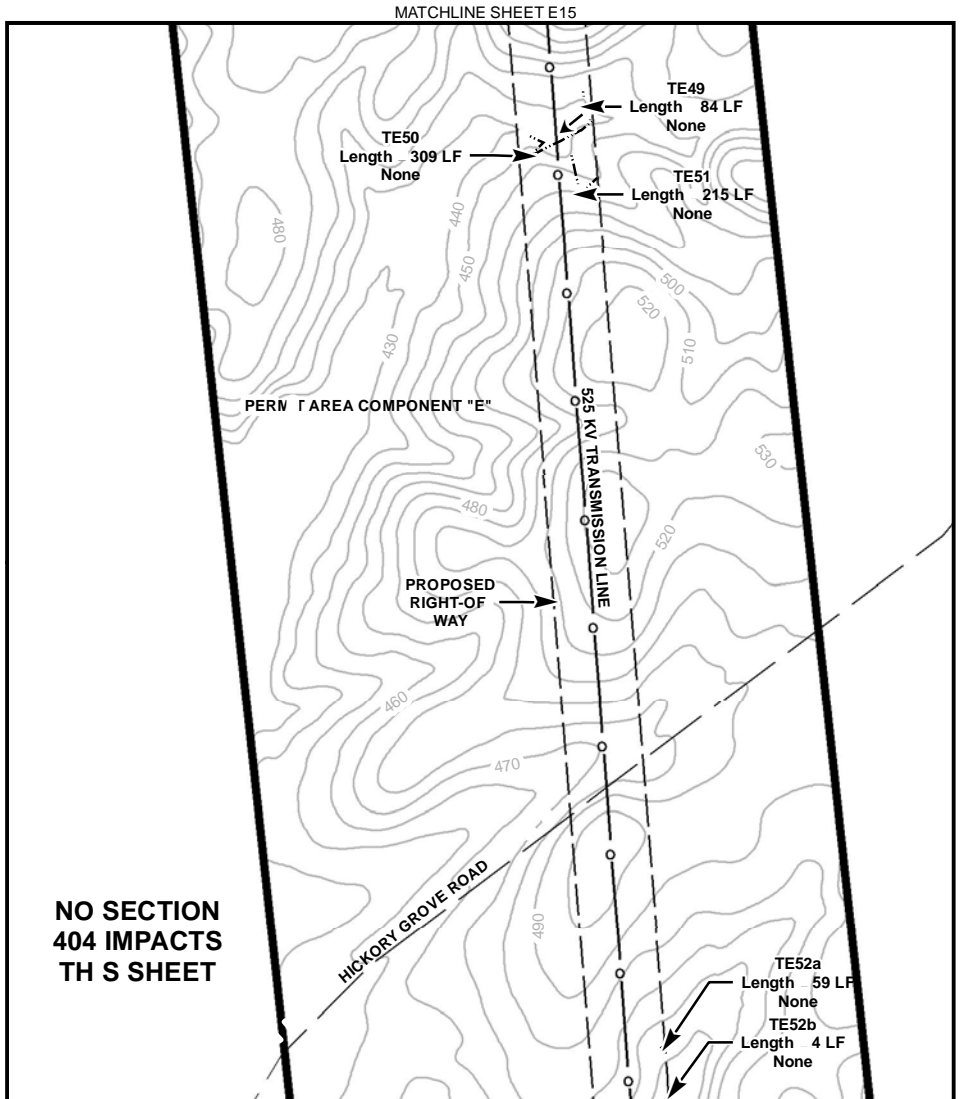 MATCHLINE SHEET E15
TE49
Length 84 LF
None
TE50
Length 309 LF
None
TE51
Length 215 LF
None
440
480
450
500
520
510
430
PERM T AREA COMPONENT "E"
525 KV TRANSMISSION LINE
530
480
520
PROPOSED
RIGHT-OF
WAY
460
470
HICKORY GROVE ROAD
490
NO SECTION
404 IMPACTS
TH S SHEET
TE52a
Length 59 LF
None
TE52b
Length 4 LF
None